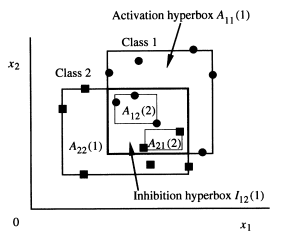 Activation hyperbox A11(1)
Class 1
x2
Class 2
A12(2)
A22(1)
A21(2)
Inhibition hyperbox I12(1)
0
x1